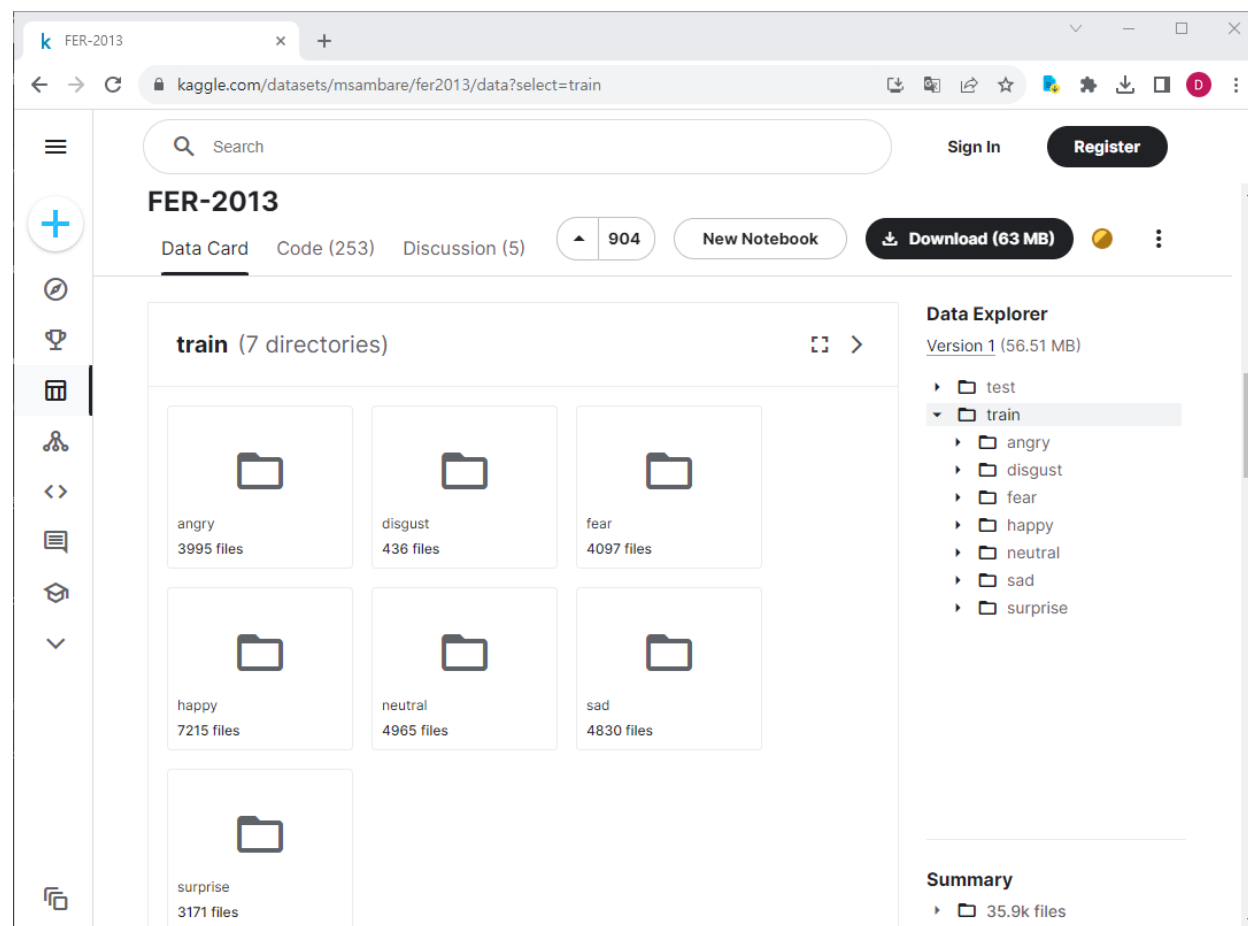 FER-2013
kaggle.com/datasets/msambare/fer2013/data?select=train
D
Search
Sign In
Register
FER-2013
Data Card
Code (253)
Discussion (5)
904
New Notebook
Download (63 MB)
train (7 directories)
angry
3995 files
disgust
436 files
fear
4097 files
happy
7215 files
neutral
4965 files
sad
4830 files
surprise
3171 files
Data Explorer
Version 1 (56.51 MB)
test
train
angry
disgust
fear
happy
neutral
sad
surprise
Summary
35.9k files